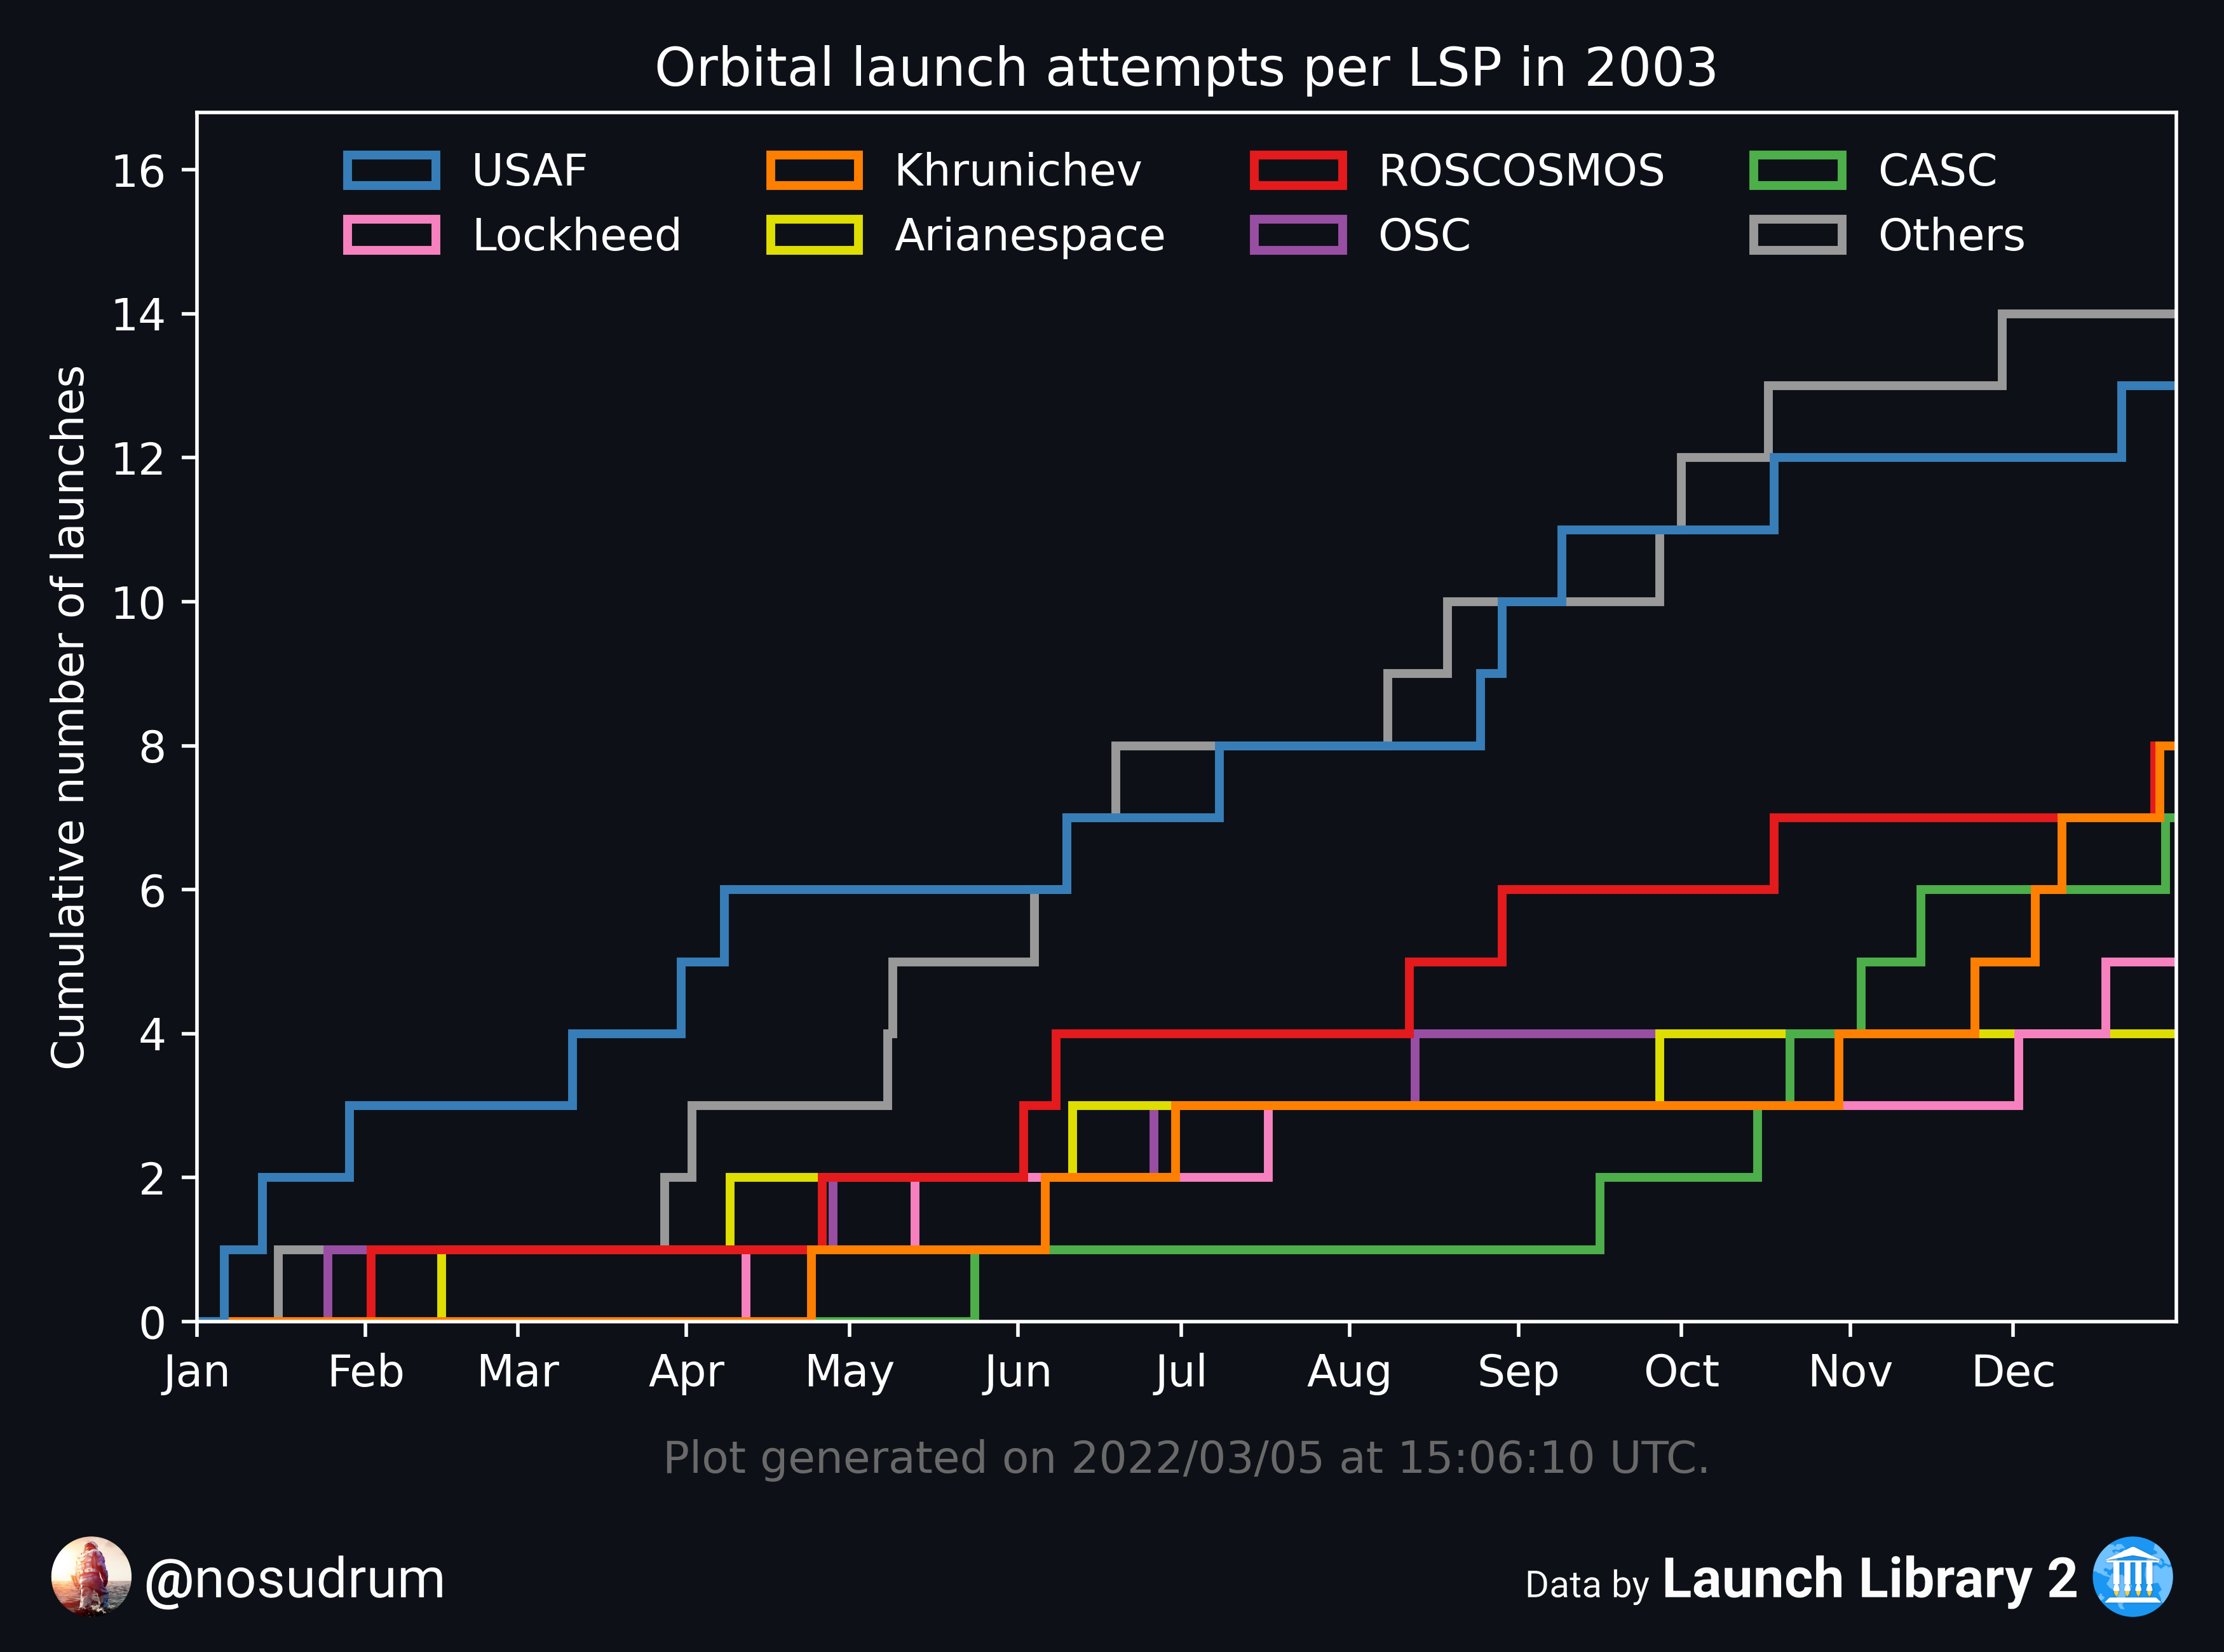 Orbital launch attempts per LSP in 2003
USAF Khrunichev ROSCOSMOS CASC
Lockheed Arianespace OSC Others
Cumulative number of launches
16
14
12
10
8
6
4
2
0
Jan Feb Mar Apr May Jun Jul Aug Sep Oct Nov Dec
Plot generated on 2022/03/05 at 15:06:10 UTC.
@nosudrum
Data by Launch Library 2